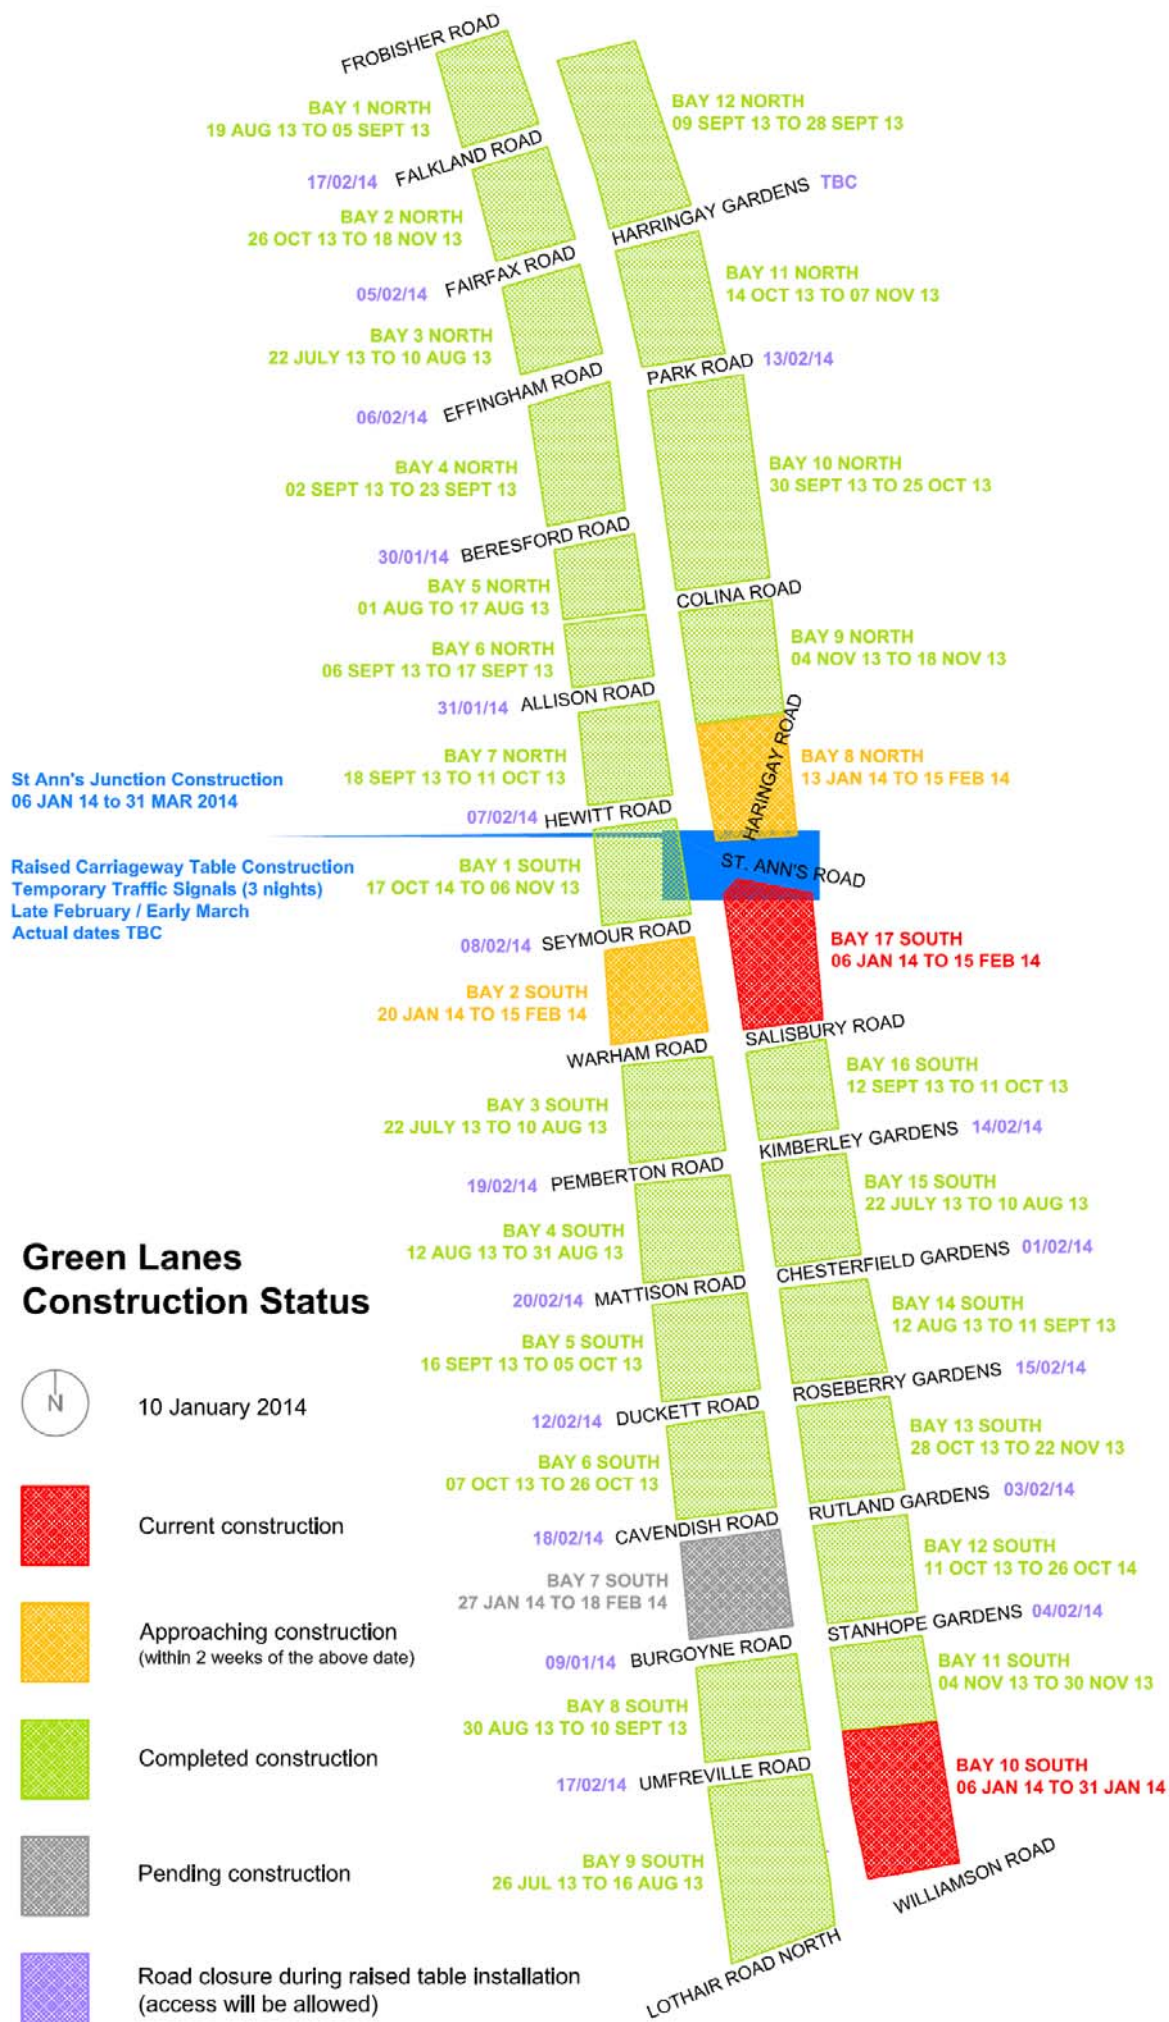 FROBISHER ROAD
BAY 1 NORTH
19 AUG 13 TO 05 SEPT 13
BAY 12 NORTH
09 SEPT 13 TO 28 SEPT 13
17/02/14 FALKLAND ROAD
HARRINGAY GARDENS TBC
BAY 2 NORTH
26 OCT 13 TO 18 NOV 13
05/02/14 FAIRFAX ROAD
BAY 11 NORTH
14 OCT 13 TO 07 NOV 13
BAY 3 NORTH
22 JULY 13 TO 10 AUG 13
PARK ROAD 13/02/14
06/02/14 EFFINGHAM ROAD
BAY 4 NORTH
02 SEPT 13 TO 23 SEPT 13
BAY 10 NORTH
30 SEPT 13 TO 25 OCT 13
30/01/14 BERESFORD ROAD
BAY 5 NORTH
01 AUG TO 17 AUG 13
COLINA ROAD
BAY 6 NORTH
06 SEPT 13 TO 17 SEPT 13
BAY 9 NORTH
04 NOV 13 TO 18 NOV 13
31/01/14 ALLISON ROAD
HARINGAY ROAD
BAY 7 NORTH
18 SEPT 13 TO 11 OCT 13
BAY 8 NORTH
13 JAN 14 TO 15 FEB 14
St Ann's Junction Construction
06 JAN 14 to 31 MAR 2014
07/02/14 HEWITT ROAD
ST. ANN'S ROAD
Raised Carriageway Table Construction
Temporary Traffic Signals (3 nights)
Late February / Early March
Actual dates TBC
BAY 1 SOUTH
17 OCT 14 TO 06 NOV 13
08/02/14 SEYMOUR ROAD
BAY 17 SOUTH
06 JAN 14 TO 15 FEB 14
BAY 2 SOUTH
20 JAN 14 TO 15 FEB 14
SALISBURY ROAD
WARHAM ROAD
BAY 16 SOUTH
12 SEPT 13 TO 11 OCT 13
BAY 3 SOUTH
22 JULY 13 TO 10 AUG 13
KIMBERLEY GARDENS 14/02/14
19/02/14 PEMBERTON ROAD
BAY 15 SOUTH
22 JULY 13 TO 10 AUG 13
BAY 4 SOUTH
12 AUG 13 TO 31 AUG 13
CHESTERFIELD GARDENS 01/02/14
20/02/14 MATTISON ROAD
BAY 14 SOUTH
12 AUG 13 TO 11 SEPT 13
BAY 5 SOUTH
16 SEPT 13 TO 05 OCT 13
ROSEBERRY GARDENS 15/02/14
12/02/14 DUCKETT ROAD
BAY 13 SOUTH
28 OCT 13 TO 22 NOV 13
BAY 6 SOUTH
07 OCT 13 TO 26 OCT 13
RUTLAND GARDENS 03/02/14
18/02/14 CAVENDISH ROAD
BAY 12 SOUTH
11 OCT 13 TO 26 OCT 14
BAY 7 SOUTH
27 JAN 14 TO 18 FEB 14
STANHOPE GARDENS 04/02/14
09/01/14 BURGOYNE ROAD
BAY 11 SOUTH
04 NOV 13 TO 30 NOV 13
BAY 8 SOUTH
30 AUG 13 TO 10 SEPT 13
17/02/14 UMFREVILLE ROAD
BAY 10 SOUTH
06 JAN 14 TO 31 JAN 14
BAY 9 SOUTH
26 JUL 13 TO 16 AUG 13
WILLIAMSON ROAD
LOTHAIR ROAD NORTH
Green Lanes
Construction Status
N
10 January 2014
Current construction
Approaching construction
(within 2 weeks of the above date)
Completed construction
Pending construction
Road closure during raised table installation
(access will be allowed)